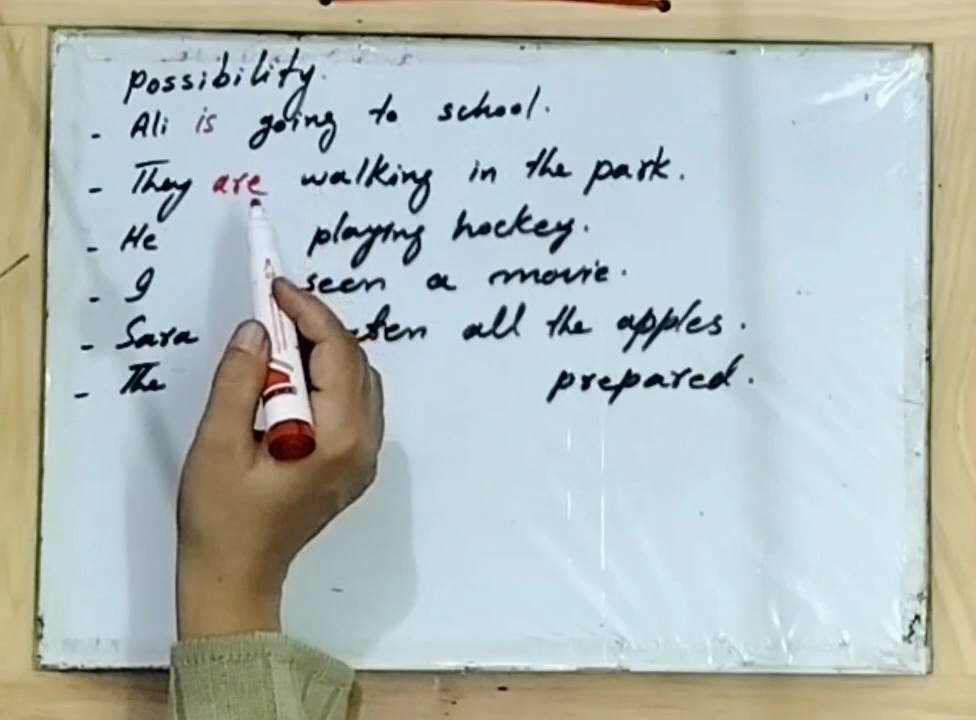 Possibility.
- Ali is going to school.
- They are walking in the park.
- He playing hockey.
- I seen a movie.
- Sara all the apples.
- The prepared.